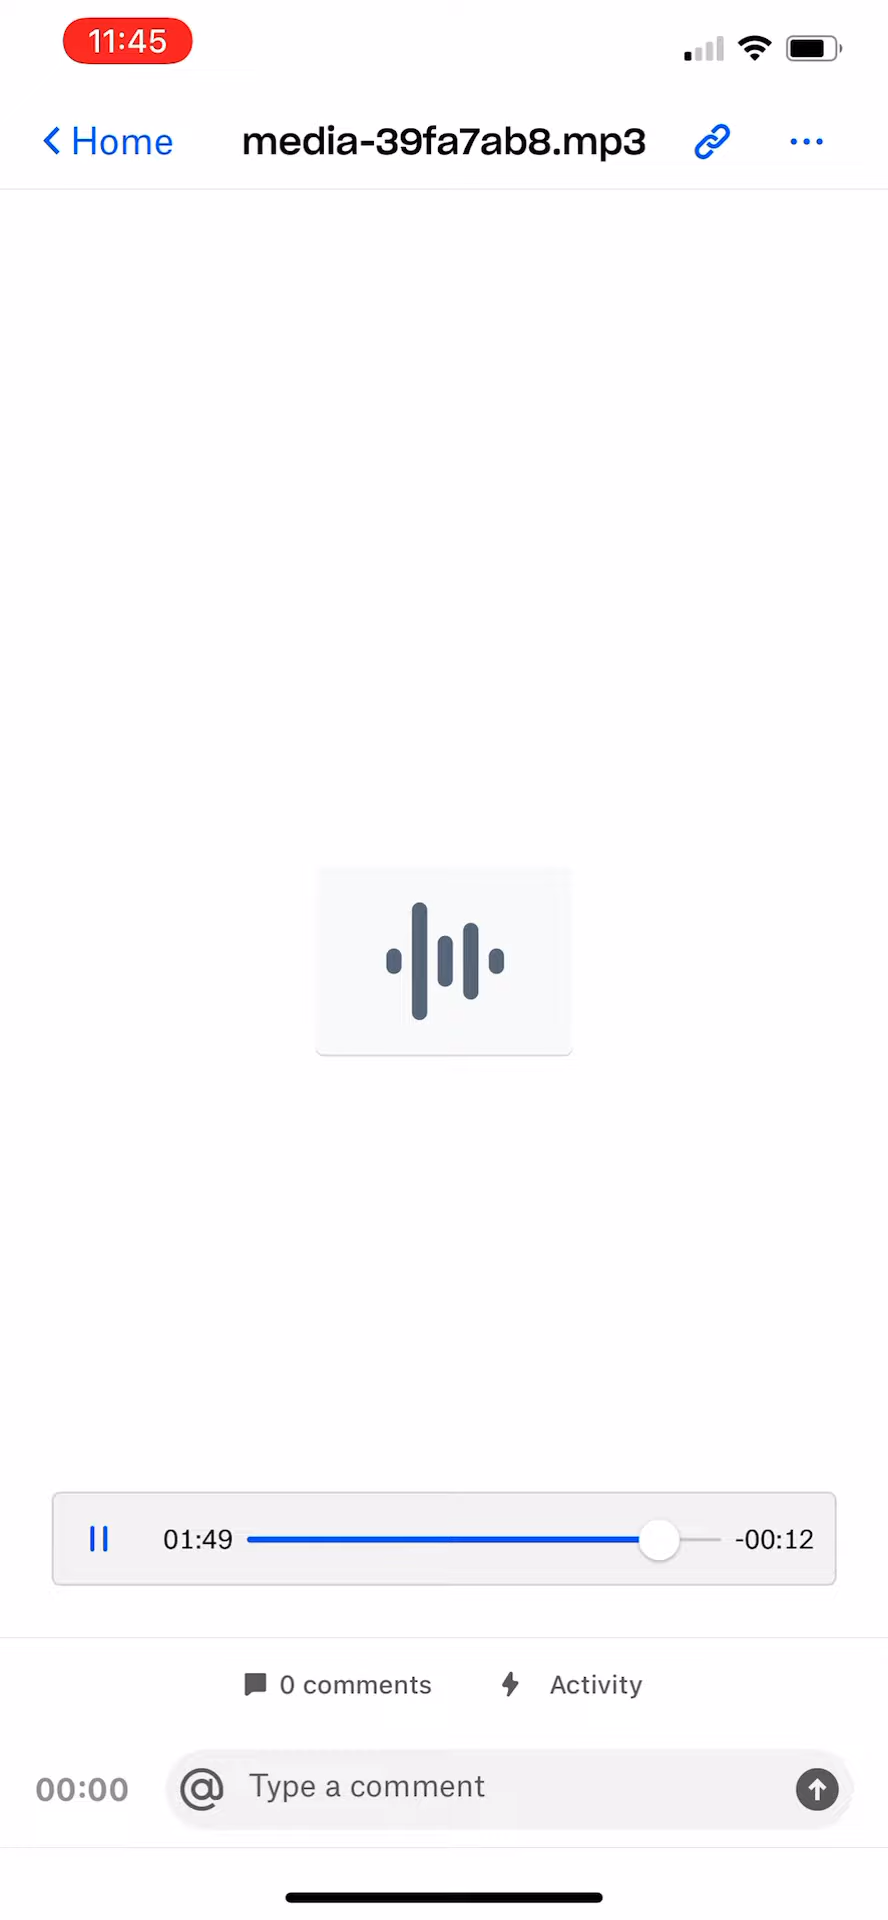 11:45
Home media-39fa7ab8.mp3
01:49 -00:12
0 comments Activity
00:00 @ Type a comment